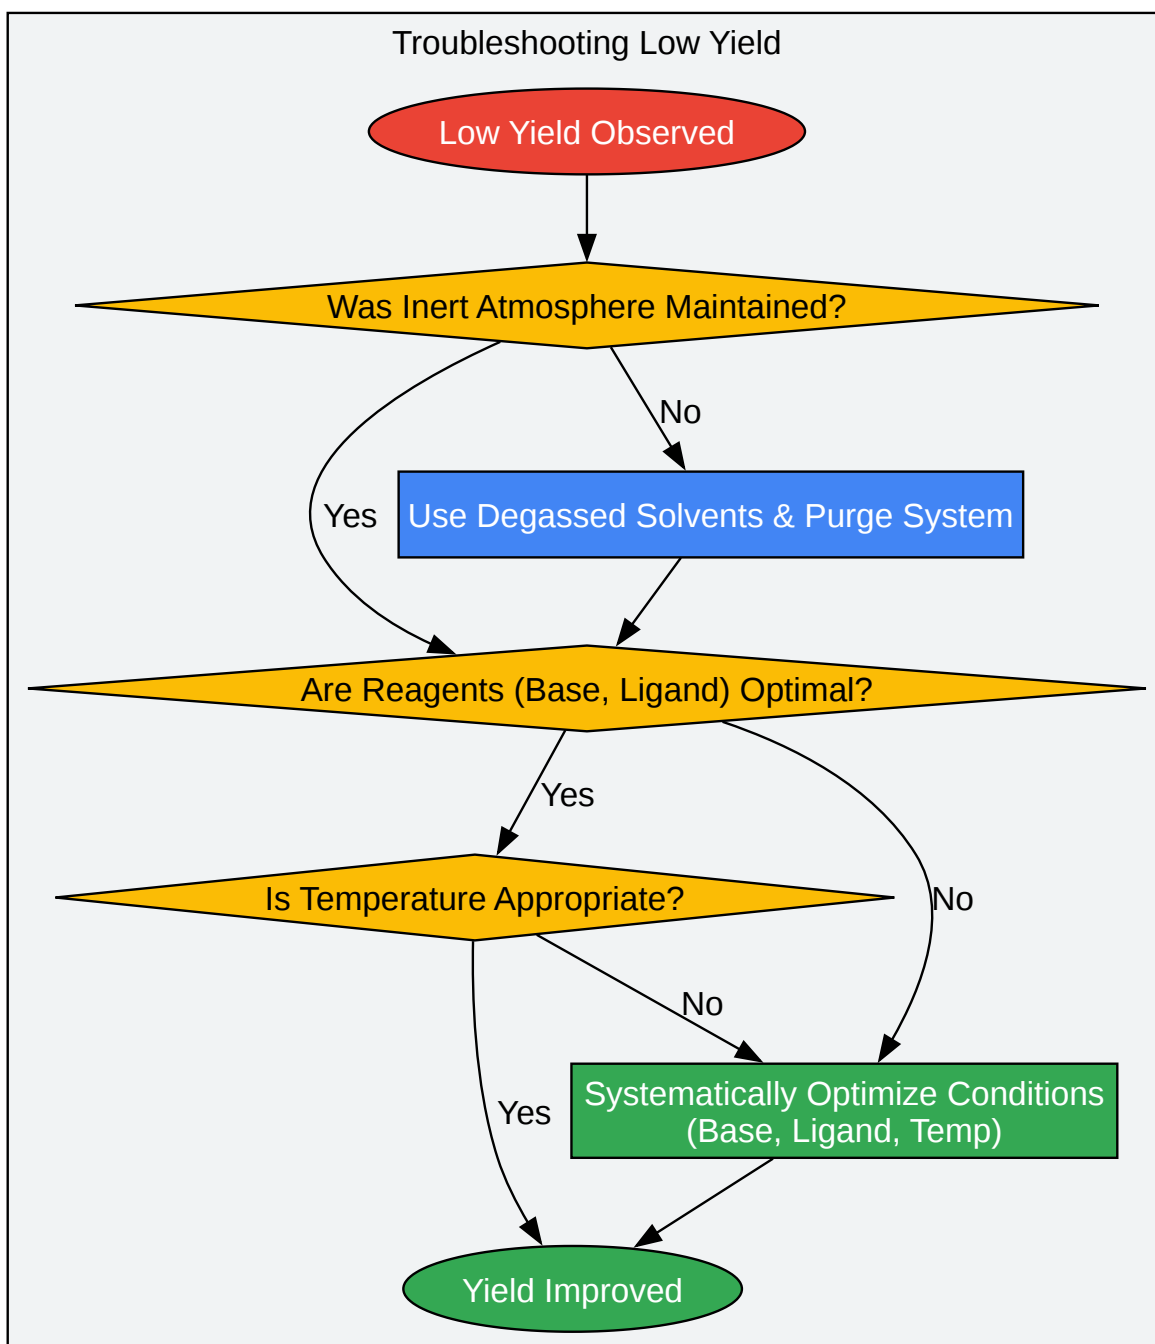 Troubleshooting Low Yield
Low Yield Observed
Was Inert Atmosphere Maintained?
No
Yes
Use Degassed Solvents & Purge System
Are Reagents (Base, Ligand) Optimal?
Yes
Is Temperature Appropriate?
No
No
Systematically Optimize Conditions
(Base, Ligand, Temp)
Yes
Yield Improved